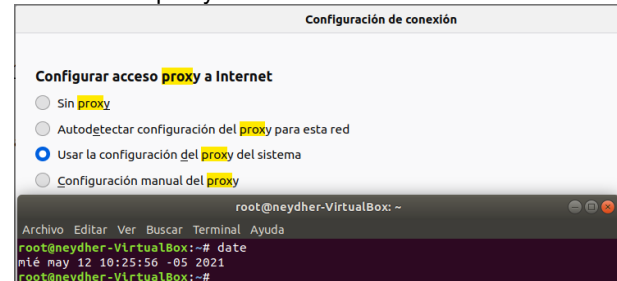 Configuración de conexión
Configurar acceso proxy a Internet
Sin proxy
Autodetectar configuración del proxy para esta red
Usar la configuración del proxy del sistema
Configuración manual del proxy
root@neydher-VirtualBox: ~
Archivo Editar Ver Buscar Terminal Ayuda
root@neydher-VirtualBox:~# date
mié may 12 10:25:56 -05 2021
root@neydher-VirtualBox:~#